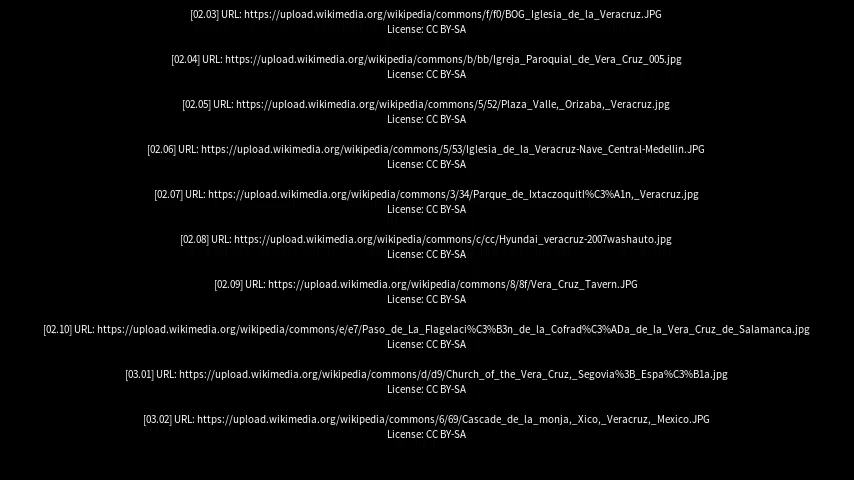 [02.03] URL: https://upload.wikimedia.org/wikipedia/commons/f/f0/BOG_Iglesia_de_la_Veracruz.JPG
License: CC BY-SA
[02.04] URL: https://upload.wikimedia.org/wikipedia/commons/b/bb/Igreja_Paroquial_de_Vera_Cruz_005.jpg
License: CC BY-SA
[02.05] URL: https://upload.wikimedia.org/wikipedia/commons/5/52/Plaza_Valle,_Orizaba,_Veracruz.jpg
License: CC BY-SA
[02.06] URL: https://upload.wikimedia.org/wikipedia/commons/5/53/Iglesia_de_la_Veracruz-Nave_Central-Medellin.JPG
License: CC BY-SA
[02.07] URL: https://upload.wikimedia.org/wikipedia/commons/3/34/Parque_de_Ixtaczoquitl%C3%A1n,_Veracruz.jpg
License: CC BY-SA
[02.08] URL: https://upload.wikimedia.org/wikipedia/commons/c/cc/Hyundai_veracruz-2007washauto.jpg
License: CC BY-SA
[02.09] URL: https://upload.wikimedia.org/wikipedia/commons/8/8f/Vera_Cruz_Tavern.JPG
License: CC BY-SA
[02.10] URL: https://upload.wikimedia.org/wikipedia/commons/e/e7/Paso_de_La_Flagelaci%C3%B3n_de_la_Cofrad%C3%ADa_de_la_Vera_Cruz_de_Salamanca.jpg
License: CC BY-SA
[03.01] URL: https://upload.wikimedia.org/wikipedia/commons/d/d9/Church_of_the_Vera_Cruz,_Segovia%3B_Espa%C3%B1a.jpg
License: CC BY-SA
[03.02] URL: https://upload.wikimedia.org/wikipedia/commons/6/69/Cascade_de_la_monja,_Xico,_Veracruz,_Mexico.JPG
License: CC BY-SA